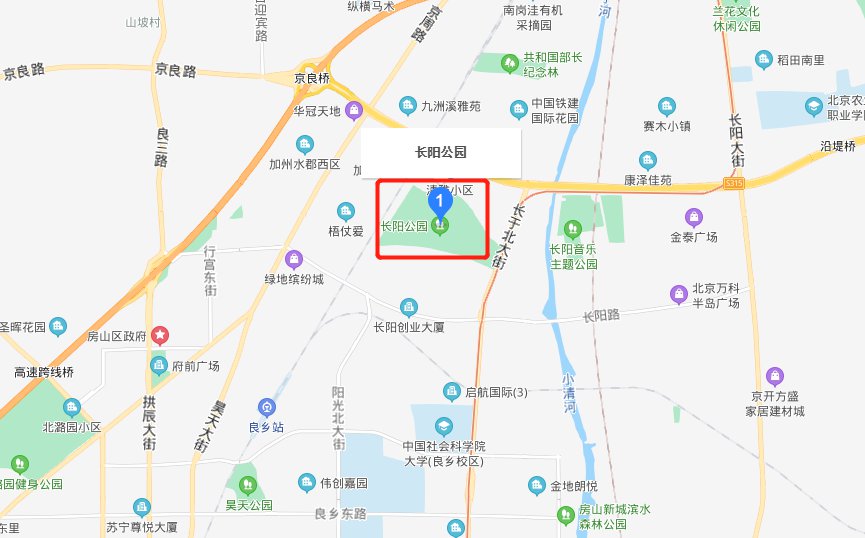 纵横马术
南岗洼有机
采摘园
小清河
兰花文化
休闲公园
山坡村
迎宾路
京周路
共和国部长
纪念林
稻田南里
京良路
京良路
京良桥
华冠天地
九洲溪雅苑
中国铁建
国际花园
赛木小镇
北京农
职业学
良三路
长阳大街
沿堤桥
长阳公园
加州水郡西区
康泽佳苑
S315
小区
1
长阳公园
梧仗爱
长于北大街
长阳音乐
主题公园
金泰广场
行宫东街
绿地缤纷城
北京万科
半岛广场
长阳创业大厦
长阳路
圣晖花园
房山区政府
府前广场
高速跨线桥
小清河
京开方盛
家居建材城
启航国际(3)
阳光北大街
拱辰大街
昊天大街
良乡站
北潞园小区
中国社会科学院
大学(良乡校区)
潞园健身公园
昊天公园
伟创嘉园
金地朗悦
良乡东路
房山新城滨水
森林公园
苏宁尊悦大厦
东里